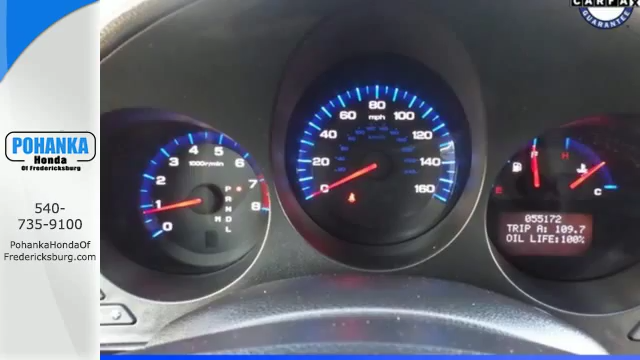 POHANKA
Honda
Of Fredericksburg
540-
735-9100
PohankaHondaOf
Fredericksburg.com
CARFAX
GUARANTEE
0
1
2
3
4
5
6
7
8
1000r/min
P
R
N
D
L
M
0
20
40
60
80
100
120
140
160
mph
E
F
H
C
055172
TRIP A: 109.7
OIL LIFE:100%